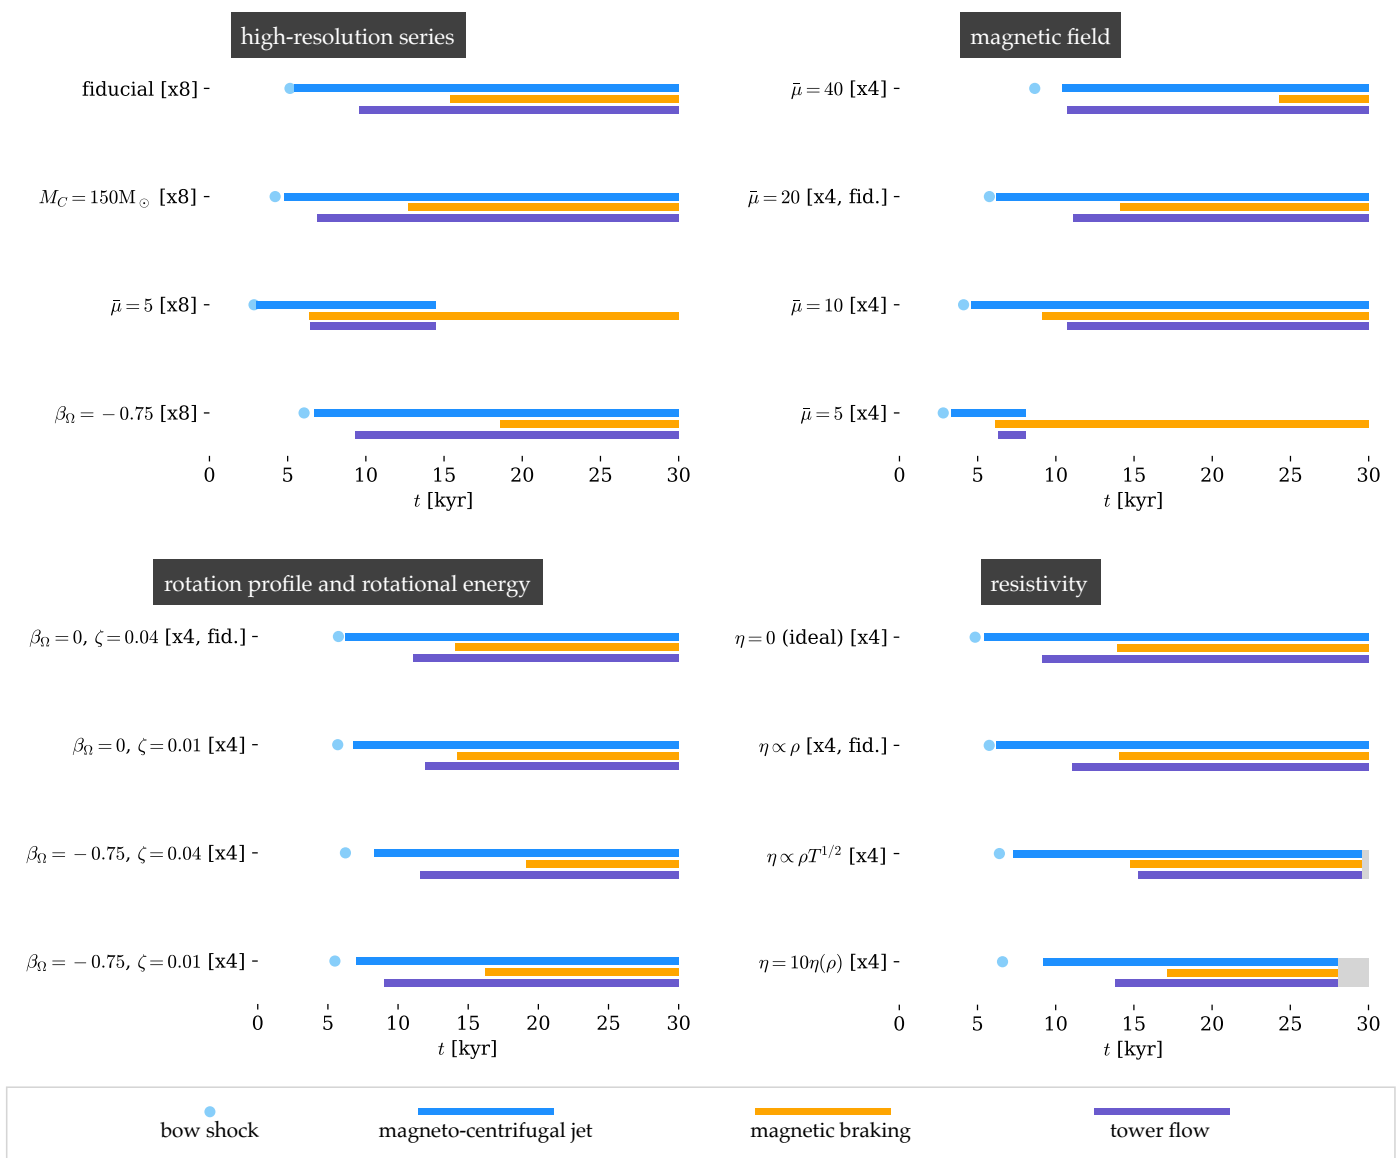 high-resolution series
fiducial [x8]
M_C = 150M_⊙ [x8]
μ̄ = 5 [x8]
β_Ω = −0.75 [x8]
0 5 10 15 20 25 30
t [kyr]
magnetic field
μ̄ = 40 [x4]
μ̄ = 20 [x4, fid.]
μ̄ = 10 [x4]
μ̄ = 5 [x4]
0 5 10 15 20 25 30
t [kyr]
rotation profile and rotational energy
β_Ω = 0, ζ = 0.04 [x4, fid.]
β_Ω = 0, ζ = 0.01 [x4]
β_Ω = −0.75, ζ = 0.04 [x4]
β_Ω = −0.75, ζ = 0.01 [x4]
0 5 10 15 20 25 30
t [kyr]
resistivity
η = 0 (ideal) [x4]
η ∝ ρ [x4, fid.]
η ∝ ρT^{1/2} [x4]
η = 10η(ρ) [x4]
0 5 10 15 20 25 30
t [kyr]
bow shock magneto-centrifugal jet magnetic braking tower flow